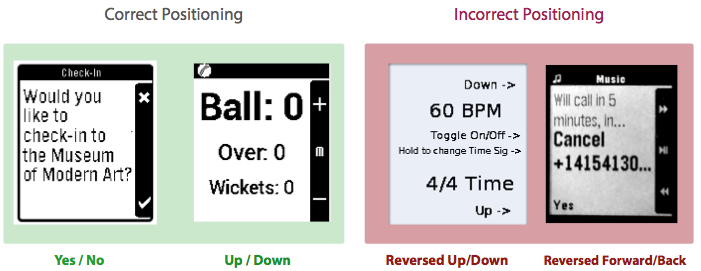 Correct Positioning
Incorrect Positioning
Check-In
Would you
like to
check-in to
the Museum
of Modern Art?
Ball: 0
Over: 0
Wickets: 0
+
m
–
Down ->
60 BPM
Toggle On/Off ->
Hold to change Time Sig ->
4/4 Time
Up ->
Music
Will call in 5
minutes, in...
Cancel
+14154130...
Yes
Yes / No
Up / Down
Reversed Up/Down
Reversed Forward/Back